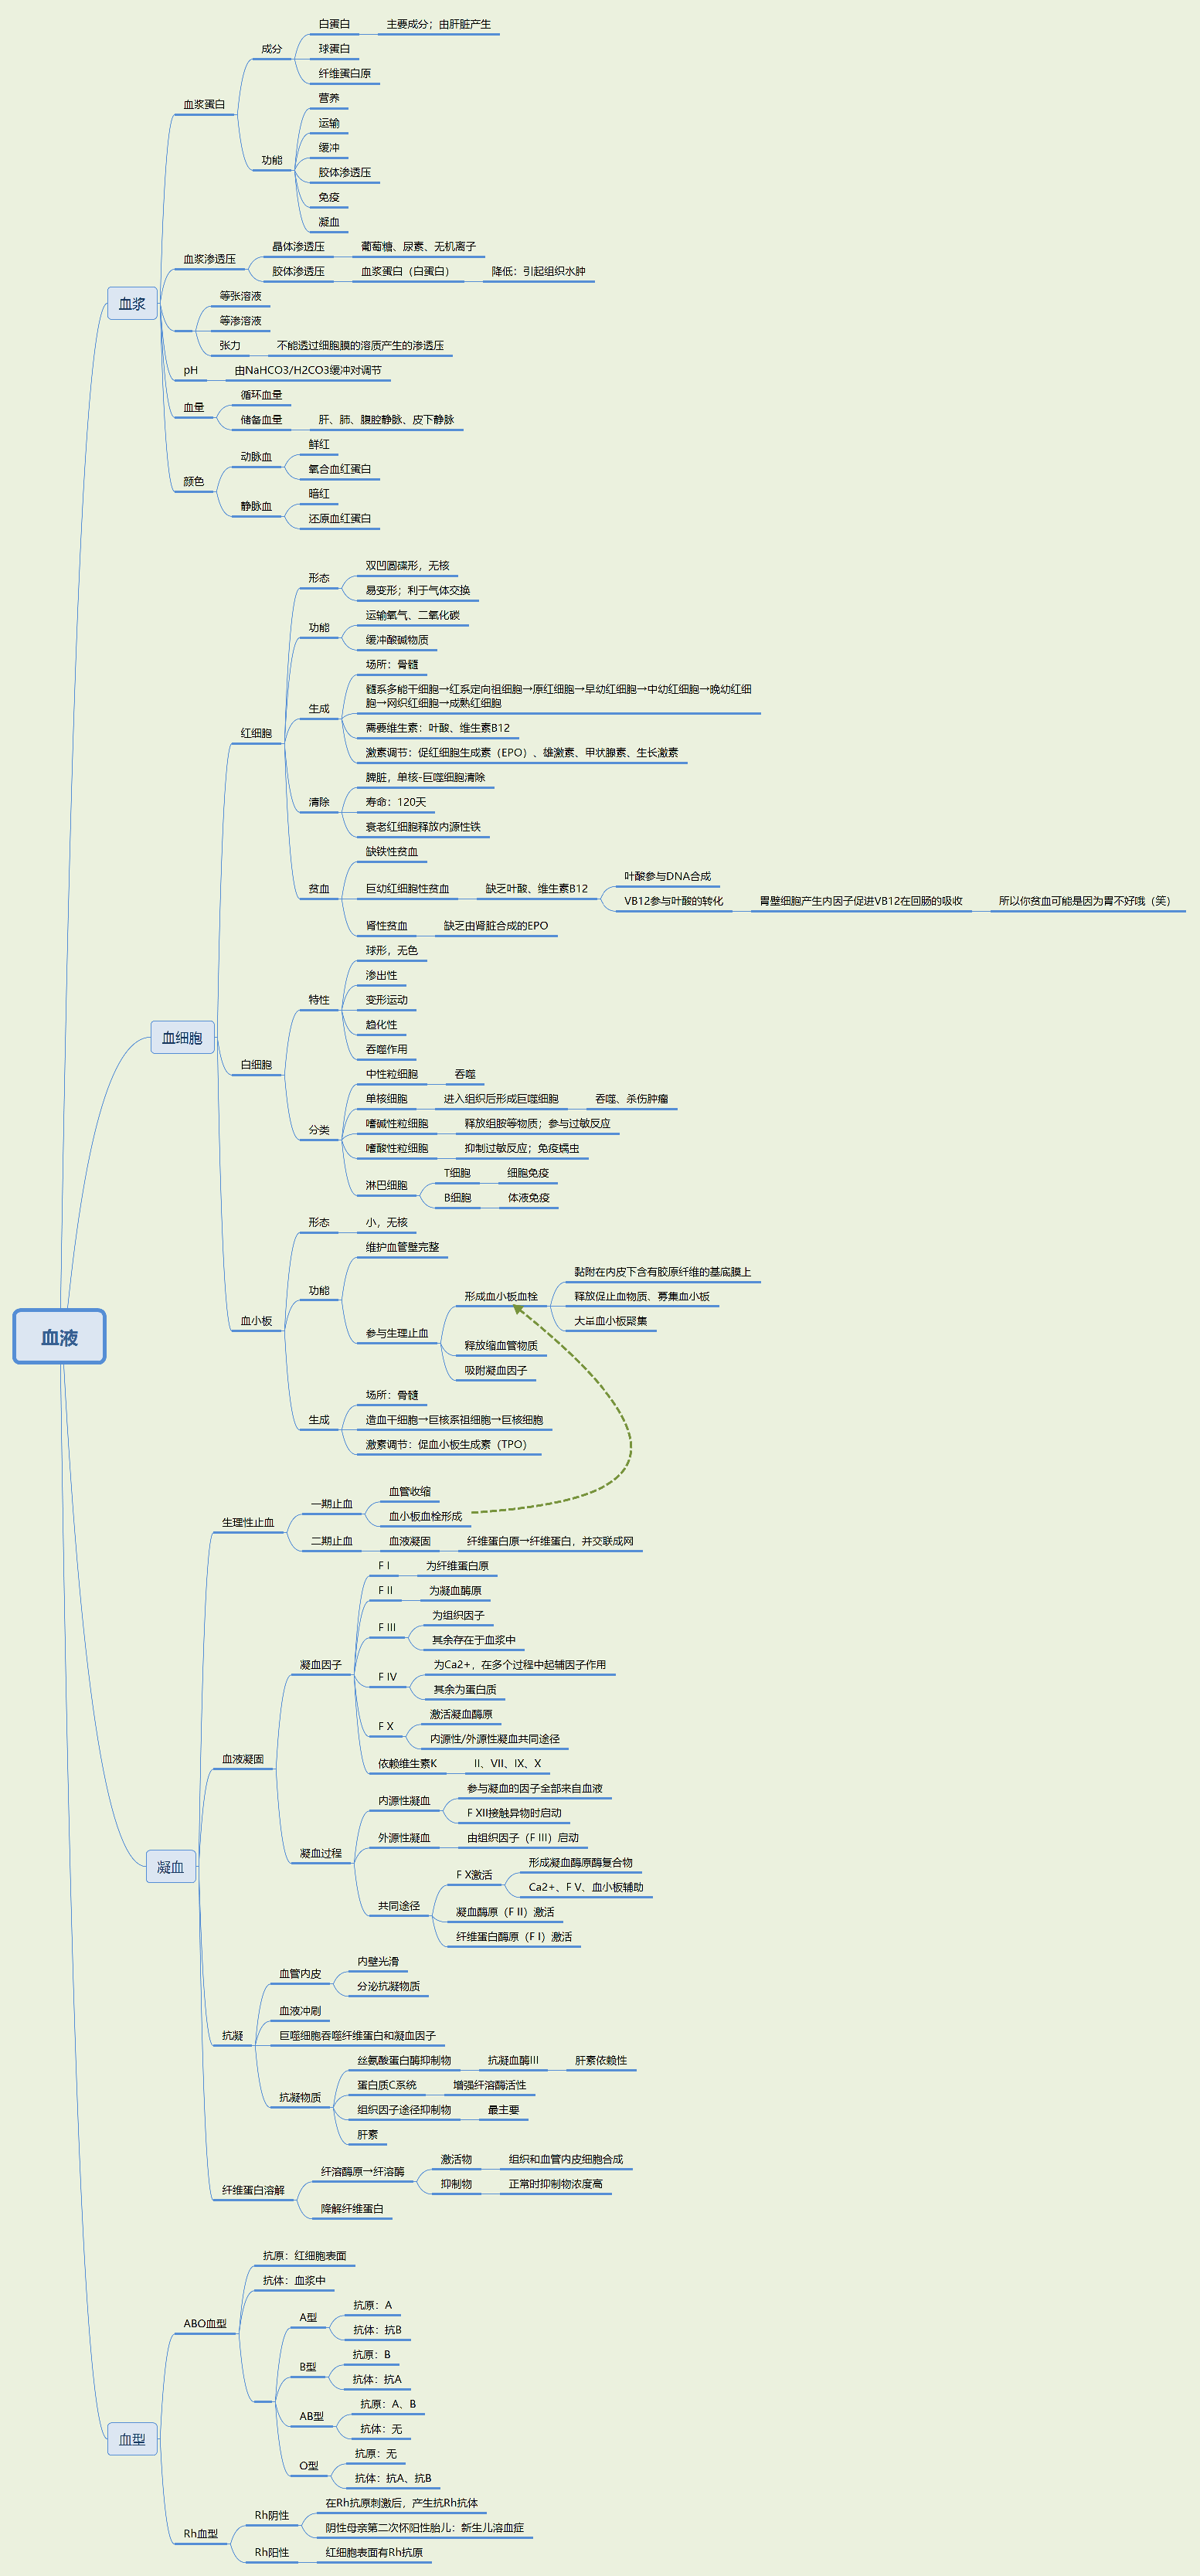 血液
血浆
血浆蛋白
成分
白蛋白
主要成分；由肝脏产生
球蛋白
纤维蛋白原
功能
营养
运输
缓冲
胶体渗透压
免疫
凝血
血浆渗透压
晶体渗透压
葡萄糖、尿素、无机离子
胶体渗透压
血浆蛋白（白蛋白）
降低：引起组织水肿
等张溶液
等渗溶液
张力
不能透过细胞膜的溶质产生的渗透压
pH
由NaHCO3/H2CO3缓冲对调节
血量
循环血量
储备血量
肝、肺、腹腔静脉、皮下静脉
颜色
动脉血
鲜红
氧合血红蛋白
静脉血
暗红
还原血红蛋白
血细胞
红细胞
形态
双凹圆碟形，无核
易变形；利于气体交换
功能
运输氧气、二氧化碳
缓冲酸碱物质
生成
场所：骨髓
髓系多能干细胞→红系定向祖细胞→原红细胞→早幼红细胞→中幼红细胞→晚幼红细
胞→网织红细胞→成熟红细胞
需要维生素：叶酸、维生素B12
激素调节：促红细胞生成素（EPO）、雄激素、甲状腺素、生长激素
清除
脾脏，单核-巨噬细胞清除
寿命：120天
衰老红细胞释放内源性铁
贫血
缺铁性贫血
巨幼红细胞性贫血
缺乏叶酸、维生素B12
叶酸参与DNA合成
VB12参与叶酸的转化
胃壁细胞产生内因子促进VB12在回肠的吸收
所以你贫血可能是因为胃不好哦（笑）
肾性贫血
缺乏由肾脏合成的EPO
白细胞
特性
球形，无色
渗出性
变形运动
趋化性
吞噬作用
分类
中性粒细胞
吞噬
单核细胞
进入组织后形成巨噬细胞
吞噬、杀伤肿瘤
嗜碱性粒细胞
释放组胺等物质；参与过敏反应
嗜酸性粒细胞
抑制过敏反应；免疫蠕虫
淋巴细胞
T细胞
细胞免疫
B细胞
体液免疫
血小板
形态
小，无核
功能
维护血管壁完整
参与生理止血
形成血小板血栓
黏附在内皮下含有胶原纤维的基底膜上
释放促止血物质、募集血小板
大量血小板聚集
释放缩血管物质
吸附凝血因子
生成
场所：骨髓
造血干细胞→巨核系祖细胞→巨核细胞
激素调节：促血小板生成素（TPO）
凝血
生理性止血
一期止血
血管收缩
血小板血栓形成
二期止血
血液凝固
纤维蛋白原→纤维蛋白，并交联成网
血液凝固
凝血因子
F I
为纤维蛋白原
F II
为凝血酶原
F III
为组织因子
其余存在于血浆中
F IV
为Ca2+，在多个过程中起辅因子作用
其余为蛋白质
F X
激活凝血酶原
内源性/外源性凝血共同途径
依赖维生素K
II、VII、IX、X
凝血过程
内源性凝血
参与凝血的因子全部来自血液
F XII接触异物时启动
外源性凝血
由组织因子（F III）启动
共同途径
F X激活
形成凝血酶原酶复合物
Ca2+、F V、血小板辅助
凝血酶原（F II）激活
纤维蛋白酶原（F I）激活
抗凝
血管内皮
内壁光滑
分泌抗凝物质
血液冲刷
巨噬细胞吞噬纤维蛋白和凝血因子
抗凝物质
丝氨酸蛋白酶抑制物
抗凝血酶III
肝素依赖性
蛋白质C系统
增强纤溶酶活性
组织因子途径抑制物
最主要
肝素
纤维蛋白溶解
纤溶酶原→纤溶酶
激活物
组织和血管内皮细胞合成
抑制物
正常时抑制物浓度高
降解纤维蛋白
血型
ABO血型
抗原：红细胞表面
抗体：血浆中
A型
抗原：A
抗体：抗B
B型
抗原：B
抗体：抗A
AB型
抗原：A、B
抗体：无
O型
抗原：无
抗体：抗A、抗B
Rh血型
Rh阴性
在Rh抗原刺激后，产生抗Rh抗体
阴性母亲第二次怀阳性胎儿：新生儿溶血症
Rh阳性
红细胞表面有Rh抗原